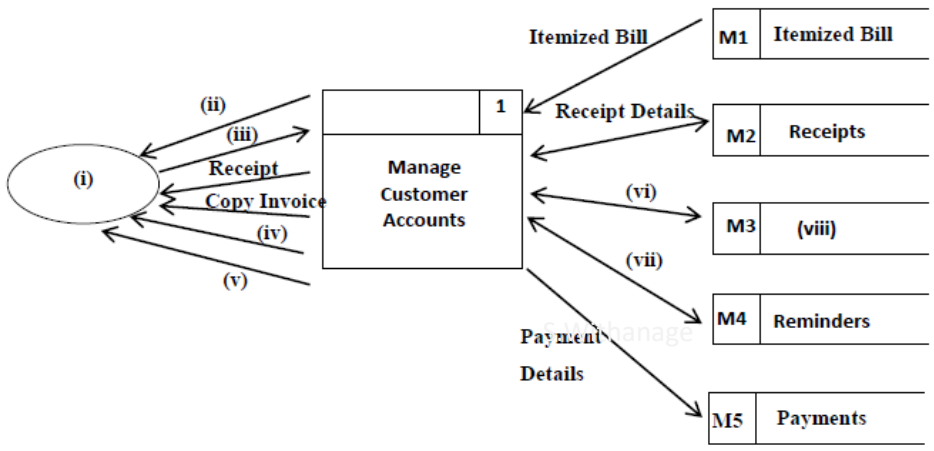 Itemized Bill
M1 Itemized Bill
(ii)
1
Receipt Details
(iii)
M2 Receipts
Receipt
Manage
Customer
Accounts
(i)
Copy Invoice
(vi)
M3 (viii)
(iv)
(vii)
(v)
M4 Reminders
Payment
Details
M5 Payments